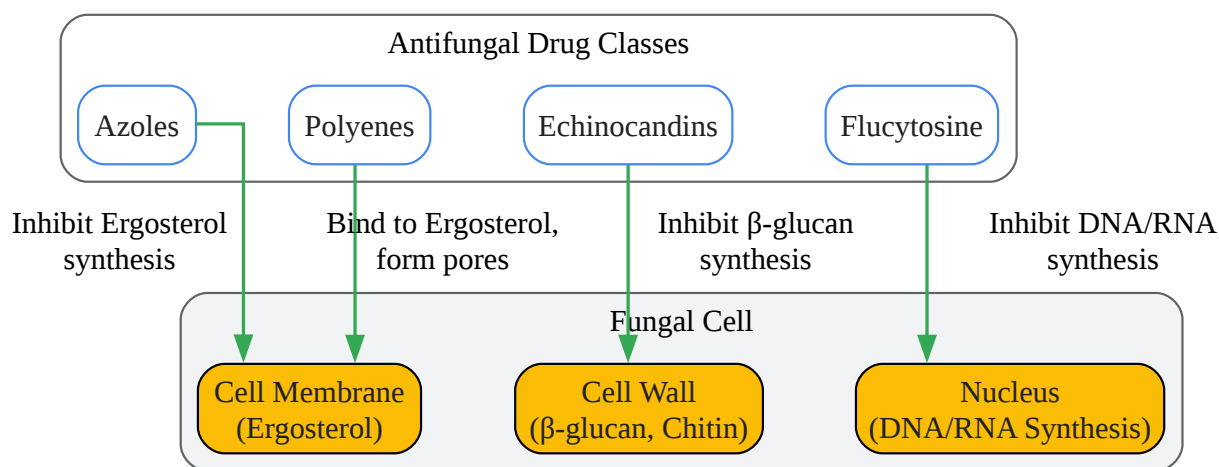 Antifungal Drug Classes
Azoles
Polyenes
Echinocandins
Flucytosine
Inhibit Ergosterol
synthesis
Bind to Ergosterol,
form pores
Inhibit β-glucan
synthesis
Inhibit DNA/RNA
synthesis
Fungal Cell
Cell Membrane
(Ergosterol)
Cell Wall
(β-glucan, Chitin)
Nucleus
(DNA/RNA Synthesis)